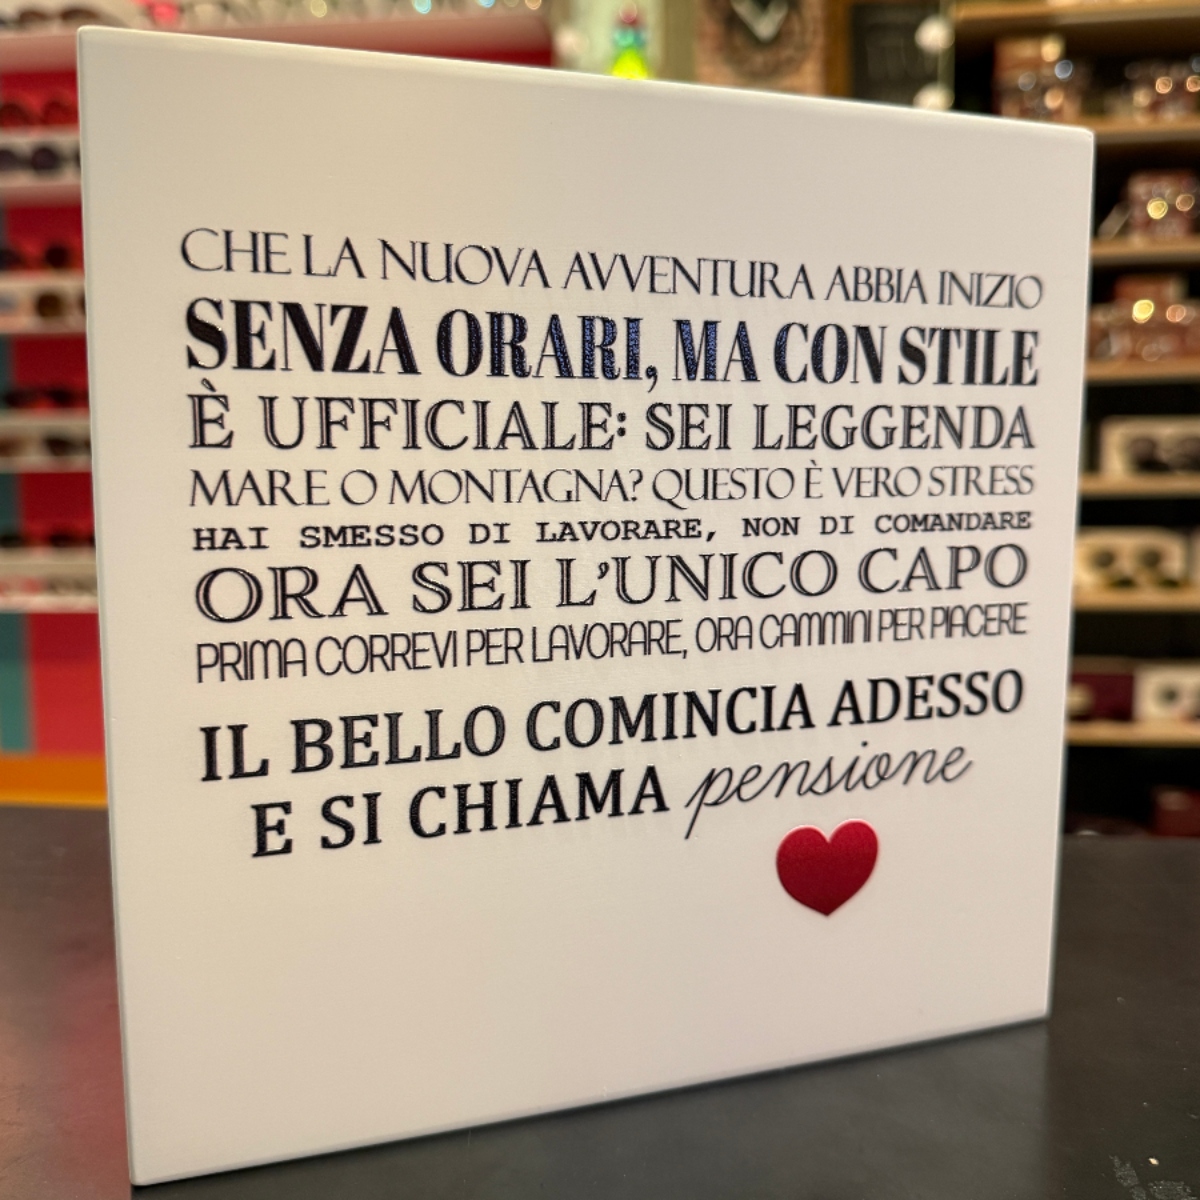 CHE LA NUOVA AVVENTURA ABBIA INIZIO
SENZA ORARI, MA CON STILE
È UFFICIALE: SEI LEGGENDA
MARE O MONTAGNA? QUESTO È VERO STRESS
HAI SMESSO DI LAVORARE, NON DI COMANDARE
ORA SEI L'UNICO CAPO
PRIMA CORREVI PER LAVORARE, ORA CAMMINI PER PIACERE
IL BELLO COMINCIA ADESSO
E SI CHIAMA pensione